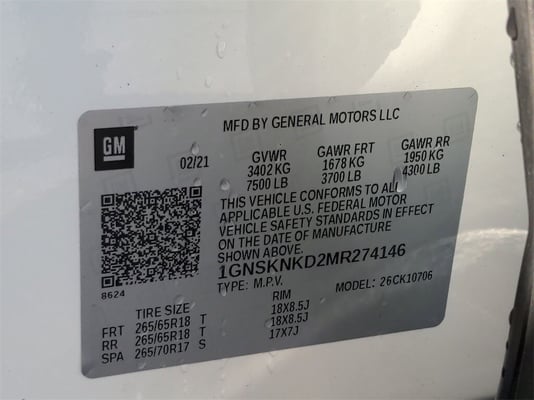 MFD BY GENERAL MOTORS LLC
GM
02/21
GVWR
3402 KG
7500 LB
GAWR FRT
1678 KG
3700 LB
GAWR RR
1950 KG
4300 LB
THIS VEHICLE CONFORMS TO ALL
APPLICABLE U.S. FEDERAL MOTOR
VEHICLE SAFETY STANDARDS IN EFFECT
ON THE DATE OF MANUFACTURE
SHOWN ABOVE.
1GNSKNKD2MR274146
TYPE: M.P.V.
MODEL: 26CK10706
8624
TIRE SIZE RIM
FRT 265/65R18 T 18X8.5J
RR 265/65R18 T 18X8.5J
SPA 265/70R17 S 17X7J